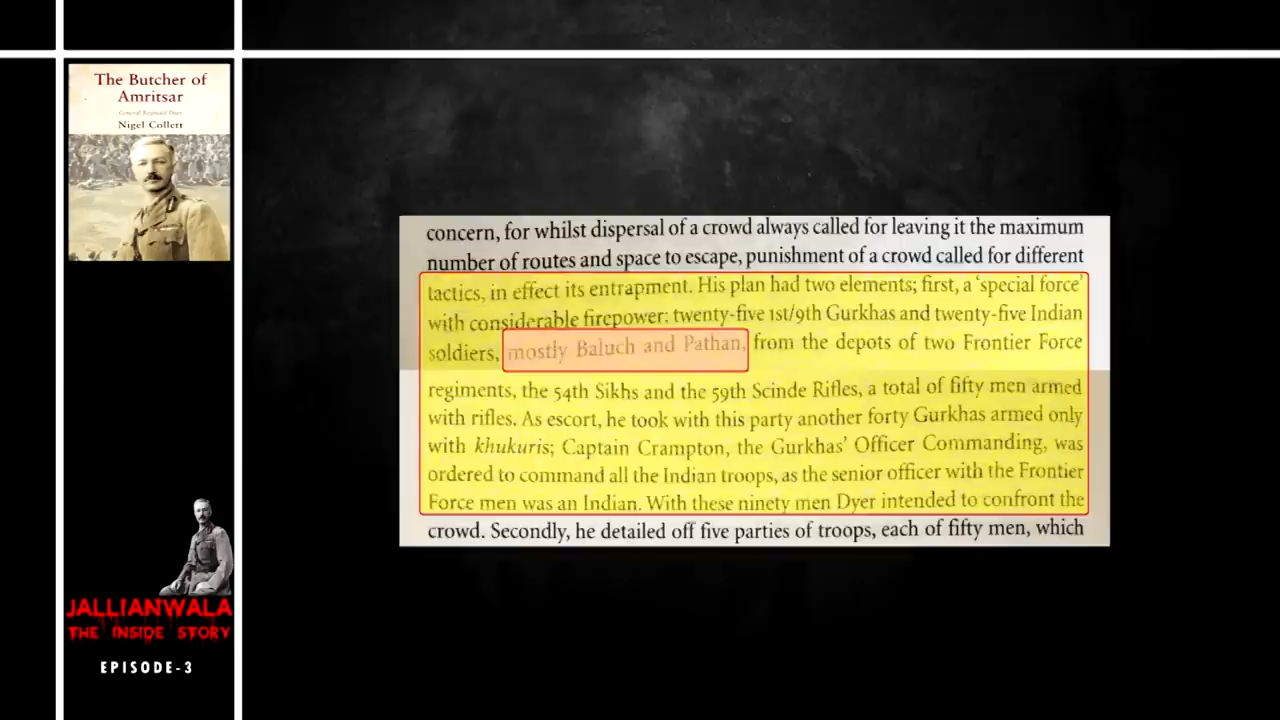 The Butcher of
Amritsar
General Reginald Dyer
Nigel Collett
concern, for whilst dispersal of a crowd always called for leaving it the maximum
number of routes and space to escape, punishment of a crowd called for different
tactics, in effect its entrapment. His plan had two elements; first, a ‘special force’
with considerable firepower: twenty-five 1st/9th Gurkhas and twenty-five Indian
soldiers, mostly Baluch and Pathan, from the depots of two Frontier Force
regiments, the 54th Sikhs and the 59th Scinde Rifles, a total of fifty men armed
with rifles. As escort, he took with this party another forty Gurkhas armed only
with khukuris; Captain Crampton, the Gurkhas’ Officer Commanding, was
ordered to command all the Indian troops, as the senior officer with the Frontier
Force men was an Indian. With these ninety men Dyer intended to confront the
crowd. Secondly, he detailed off five parties of troops, each of fifty men, which
JALLIANWALA
THE INSIDE STORY
EPISODE-3